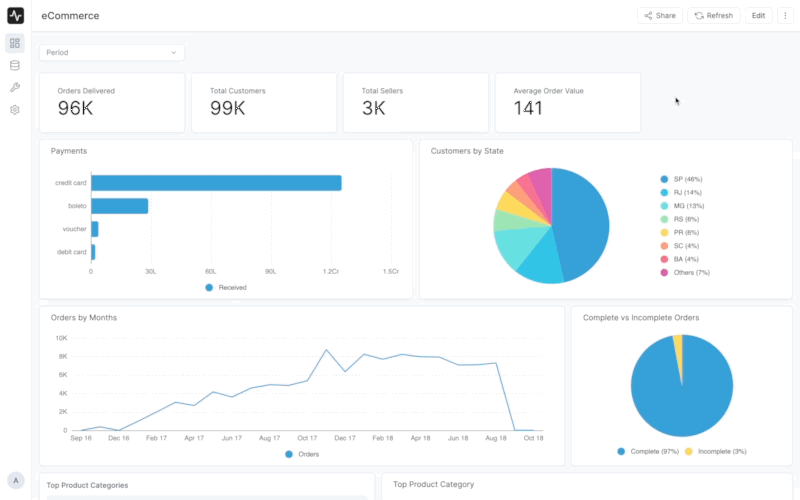 eCommerce
Share
Refresh
Edit
Period
Orders Delivered
96K
Total Customers
99K
Total Sellers
3K
Average Order Value
141
Payments
credit card
boleto
voucher
debit card
0 30L 60L 90L 1.2Cr 1.5Cr
Received
Customers by State
SP (46%)
RJ (14%)
MG (13%)
RS (6%)
PR (6%)
SC (4%)
BA (4%)
Others (7%)
Orders by Months
10K
8K
6K
4K
2K
0
Sep 16 Dec 16 Feb 17 Apr 17 Jun 17 Aug 17 Oct 17 Dec 17 Feb 18 Apr 18 Jun 18 Aug 18 Oct 18
Orders
Complete vs Incomplete Orders
Complete (97%) Incomplete (3%)
A
Top Product Categories
Top Product Category